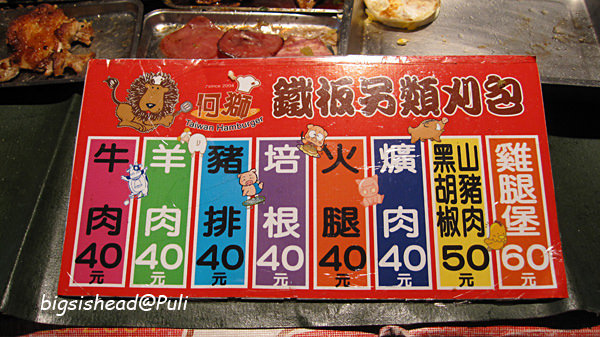 since 2004
何獅
Taiwan Hamburger
鐵板另類刈包
牛肉
40元
羊肉
40元
豬排
40元
培根
40元
火腿
40元
爌肉
40元
黑胡椒
山豬肉
50元
雞腿堡
60元
bigsishead@Puli